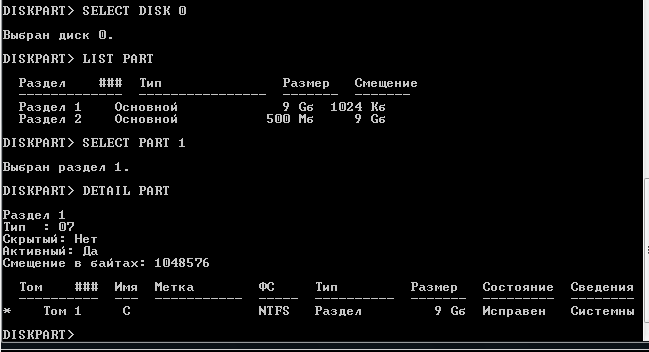 DISKPART> SELECT DISK 0
Выбран диск 0.
DISKPART> LIST PART
Раздел ### Тип Размер Смещение
------------- ---------------- ------- -------
Раздел 1 Основной 9 Gб 1024 Kб
Раздел 2 Основной 500 Mб 9 Gб
DISKPART> SELECT PART 1
Выбран раздел 1.
DISKPART> DETAIL PART
Раздел 1
Тип : 07
Скрытый: Нет
Активный: Да
Смещение в байтах: 1048576
Том ### Имя Метка ФС Тип Размер Состояние Сведения
---------- --- ----------- ----- ---------- ------- --------- --------
* Том 1 C NTFS Раздел 9 Gб Исправен Системны
DISKPART>